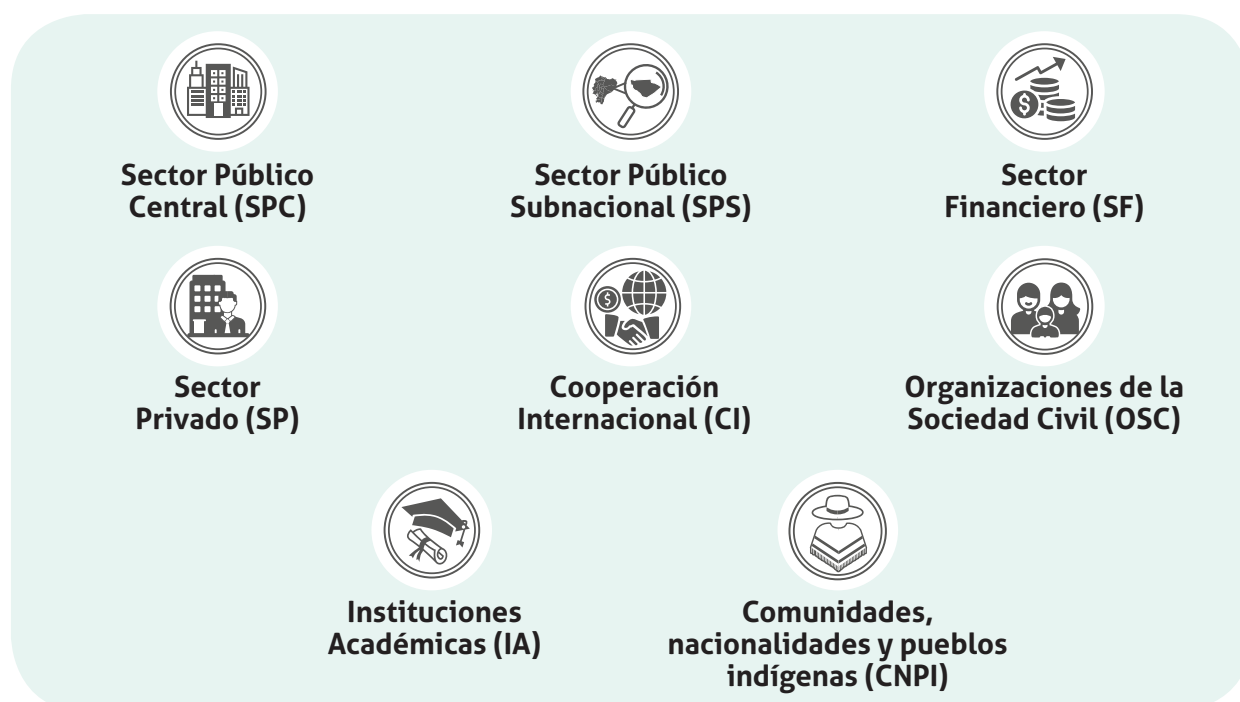 Sector Público
Central (SPC)
Sector Público
Subnacional (SPS)
Sector
Financiero (SF)
Sector
Privado (SP)
Cooperación
Internacional (CI)
Organizaciones de la
Sociedad Civil (OSC)
Instituciones
Académicas (IA)
Comunidades,
nacionalidades y pueblos
indígenas (CNPI)